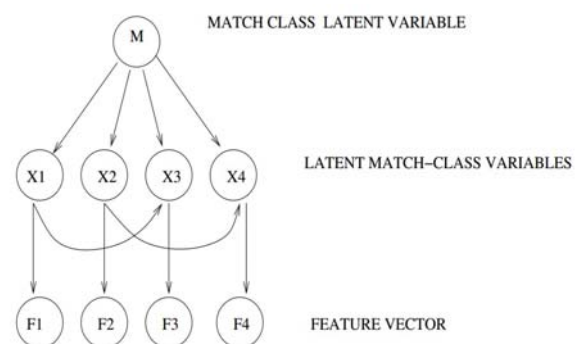 MATCH CLASS LATENT VARIABLE
M
X1 X2 X3 X4
LATENT MATCH–CLASS VARIABLES
F1 F2 F3 F4
FEATURE VECTOR